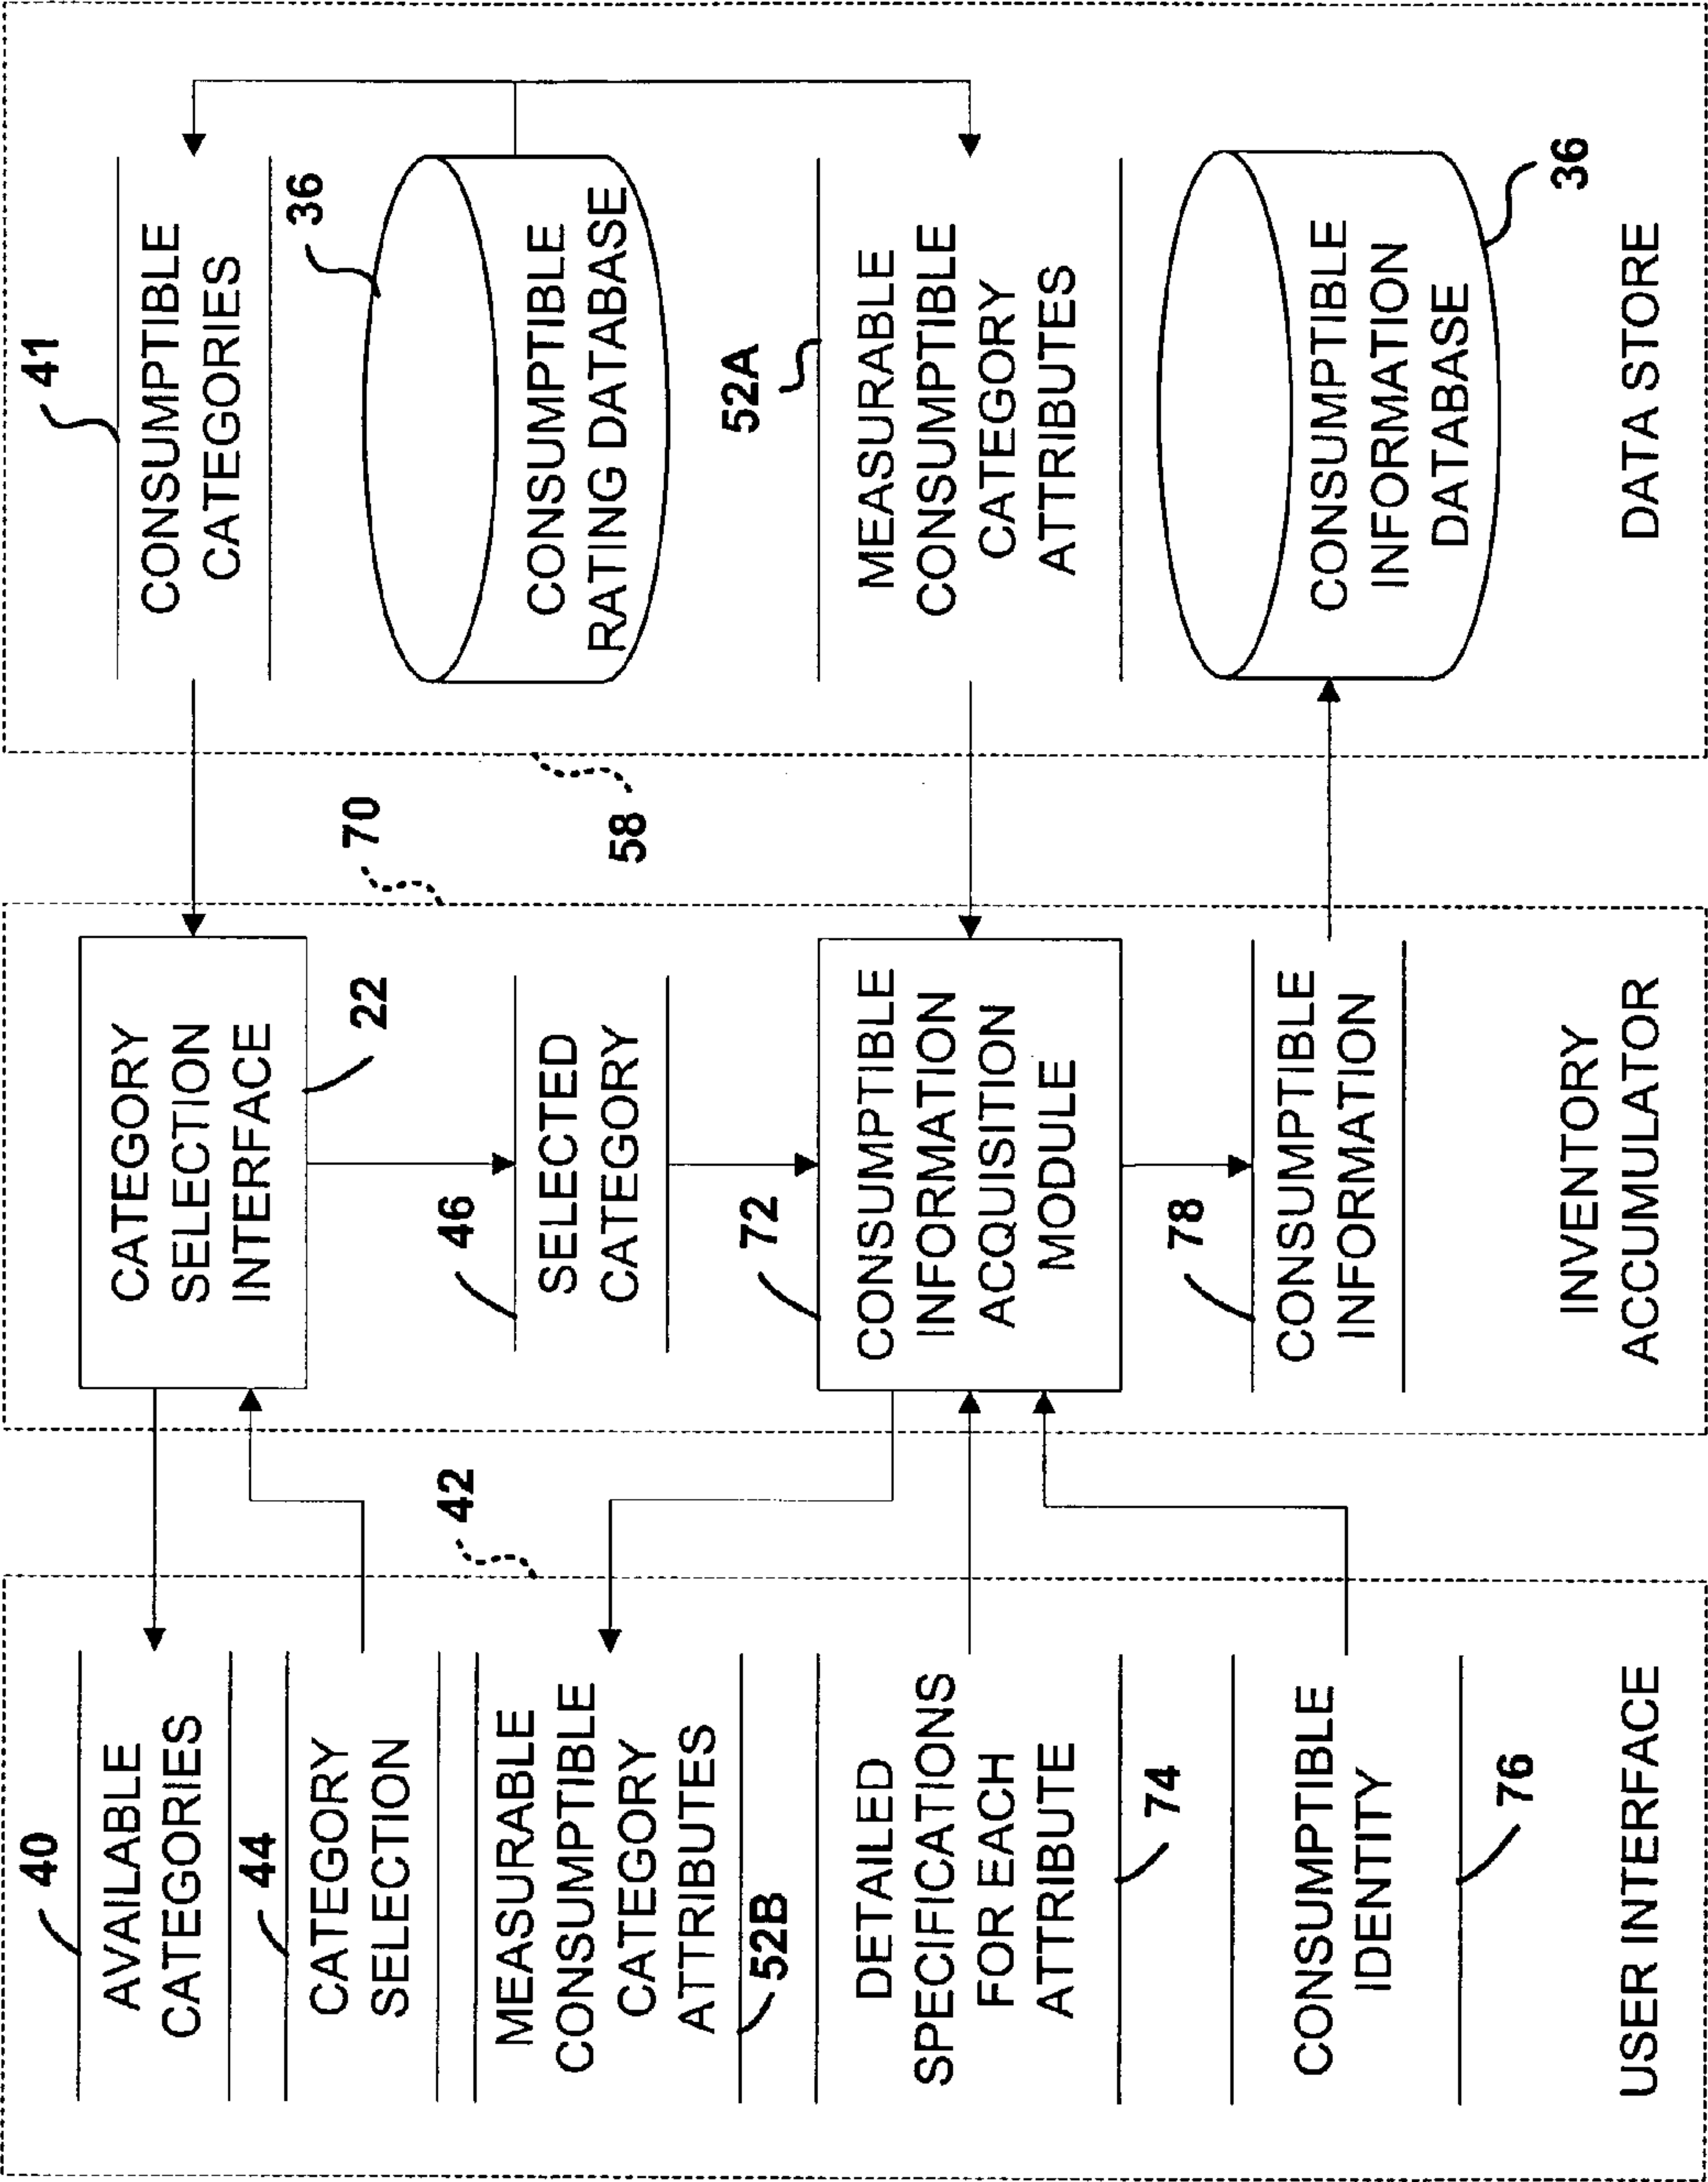 40
AVAILABLE
CATEGORIES
44
CATEGORY
SELECTION
MEASURABLE
CONSUMPTIBLE
CATEGORY
ATTRIBUTES
52B
DETAILED
SPECIFICATIONS
FOR EACH
ATTRIBUTE
74
CONSUMPTIBLE
IDENTITY
76
USER INTERFACE
42
CATEGORY
SELECTION
INTERFACE
22
46
SELECTED
CATEGORY
72
CONSUMPTIBLE
INFORMATION
ACQUISITION
MODULE
78
CONSUMPTIBLE
INFORMATION
INVENTORY
ACCUMULATOR
70
58
41
CONSUMPTIBLE
CATEGORIES
36
CONSUMPTIBLE
RATING DATABASE
52A
MEASURABLE
CONSUMPTIBLE
CATEGORY
ATTRIBUTES
CONSUMPTIBLE
INFORMATION
DATABASE
36
DATA STORE